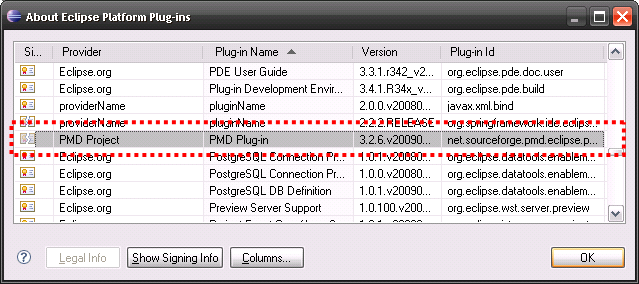 About Eclipse Platform Plug-ins
Si... Provider Plug-in Name Version Plug-in Id
Eclipse.org PDE User Guide 3.3.1.r342_v2... org.eclipse.pde.doc.user
Eclipse.org Plug-in Development Envir... 3.4.1.R34x_v... org.eclipse.pde.build
providerName pluginName 2.0.0.v20080... javax.xml.bind
providerName pluginName 2.2.2.RELEASE org.springframework.ide.eclips...
PMD Project PMD Plug-in 3.2.6.v20090... net.sourceforge.pmd.eclipse.p...
Eclipse.org PostgreSQL Connection Pr... 1.0.1.v20080... org.eclipse.datatools.enablem...
Eclipse.org PostgreSQL Connection Pro... 1.0.0.v20080... org.eclipse.datatools.enablem...
Eclipse.org PostgreSQL DB Definition 1.0.1.v20080... org.eclipse.datatools.enablem...
Eclipse.org Preview Server Support 1.0.100.v200... org.eclipse.wst.server.preview
Legal Info Show Signing Info Columns... OK